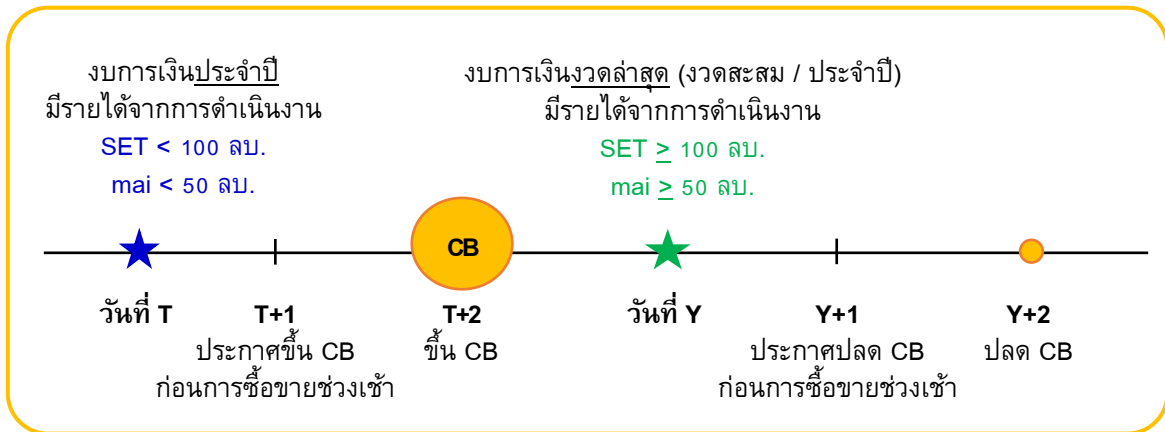 งบการเงินประจำปี
มีรายได้จากการดำเนินงาน
SET < 100 ลบ.
mai < 50 ลบ.
งบการเงินงวดล่าสุด (งวดสะสม / ประจำปี)
มีรายได้จากการดำเนินงาน
SET ≥ 100 ลบ.
mai ≥ 50 ลบ.
CB
วันที่ T
T+1
ประกาศขึ้น CB
ก่อนการซื้อขายช่วงเช้า
T+2
ขึ้น CB
วันที่ Y
Y+1
ประกาศปลด CB
ก่อนการซื้อขายช่วงเช้า
Y+2
ปลด CB